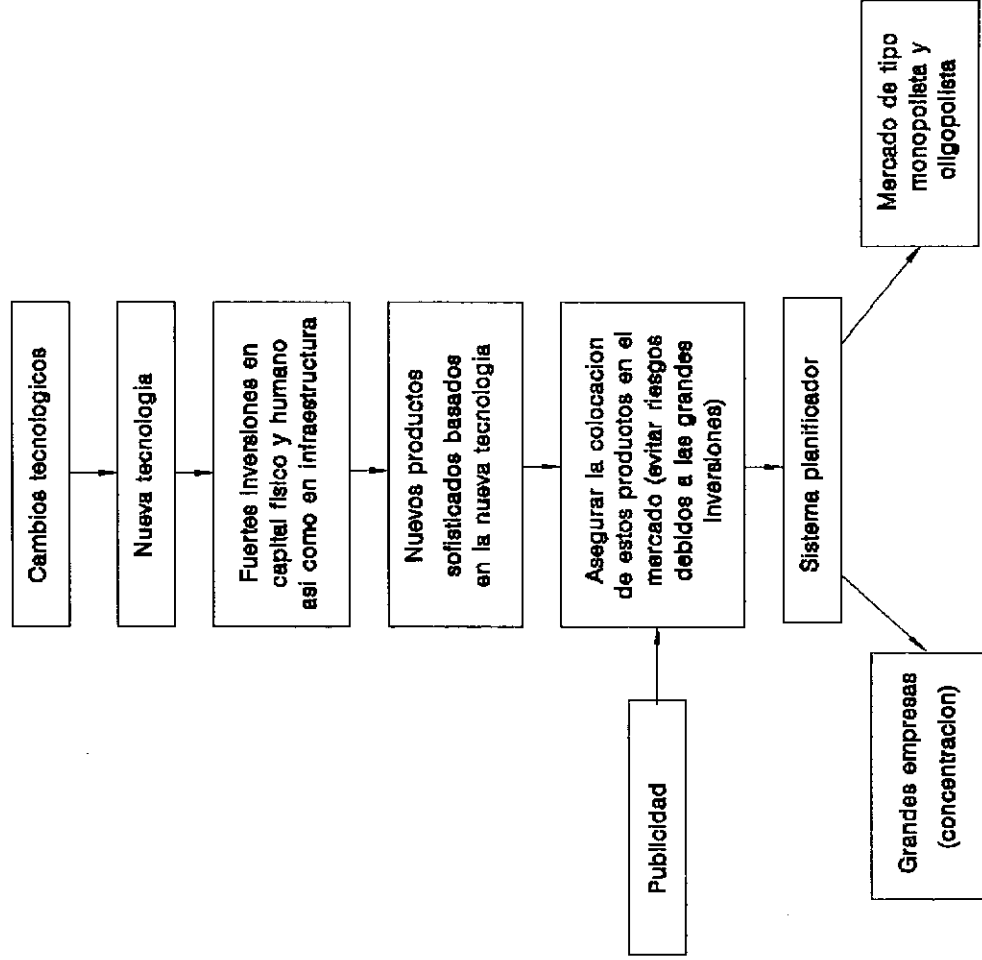 Cambios tecnologicos
Nueva tecnologia
Fuertes inversiones en
capital fisico y humano
asi como en infraestructura
Nuevos productos
sofisticados basados
en la nueva tecnologia
Publicidad
Asegurar la colocacion
de estos productos en el
mercado (evitar riesgos
debidos a las grandes
inversiones)
Sistema planificador
Grandes empresas
(concentracion)
Mercado de tipo
monopolista y
oligopolista